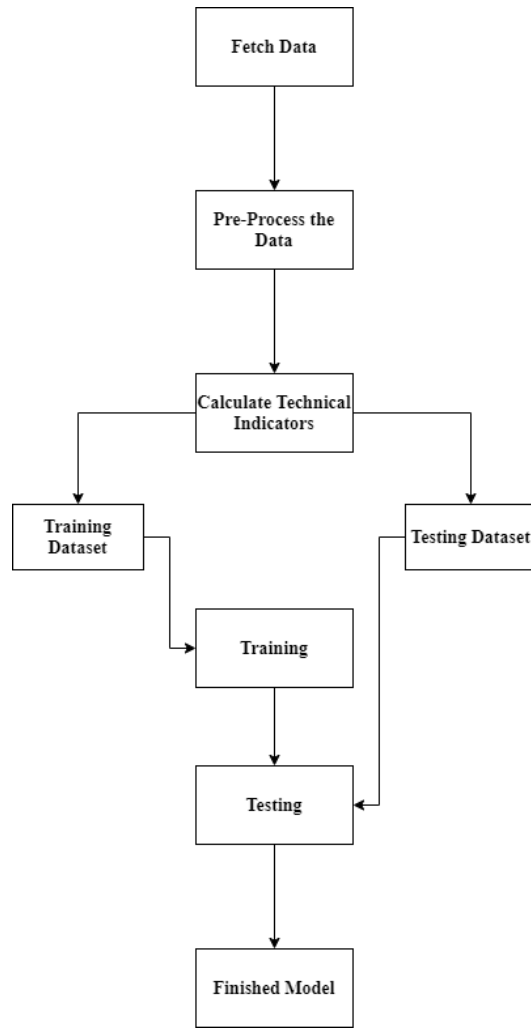 Fetch Data
Pre-Process the
Data
Calculate Technical
Indicators
Training
Dataset
Testing Dataset
Training
Testing
Finished Model